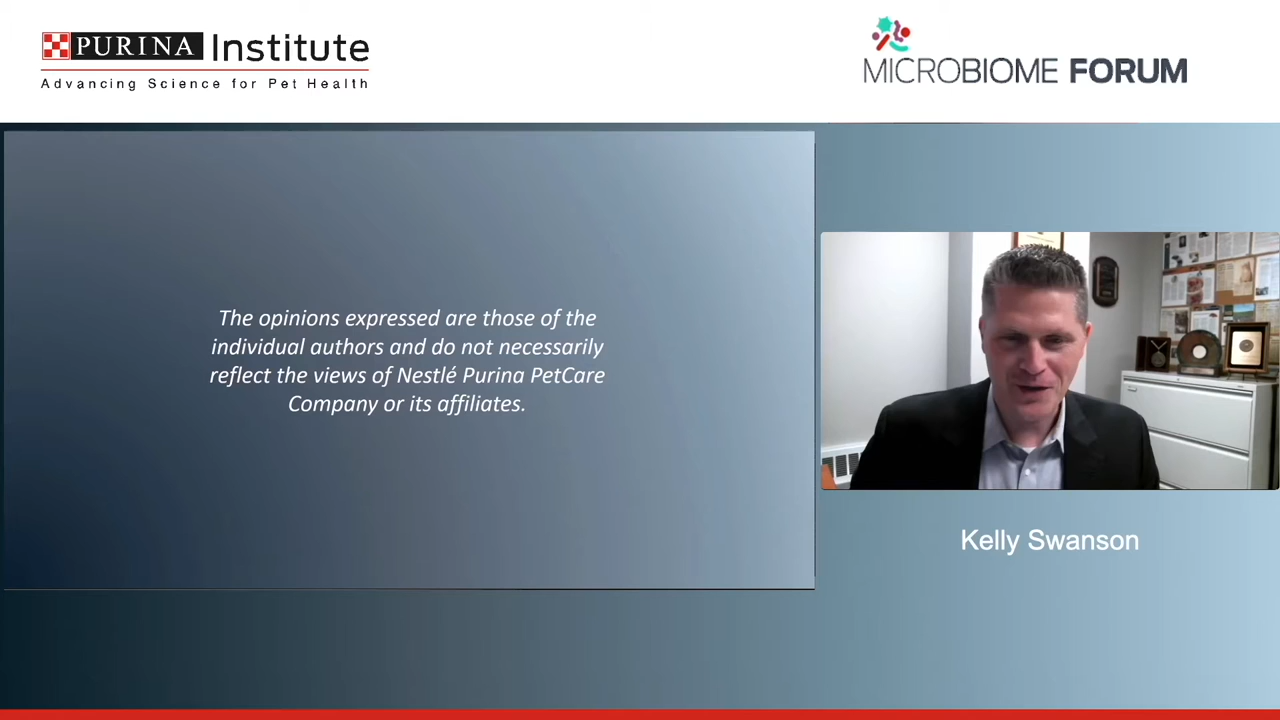 PURINA Institute
Advancing Science for Pet Health
MICROBIOME FORUM
The opinions expressed are those of the
individual authors and do not necessarily
reflect the views of Nestlé Purina PetCare
Company or its affiliates.
Kelly Swanson